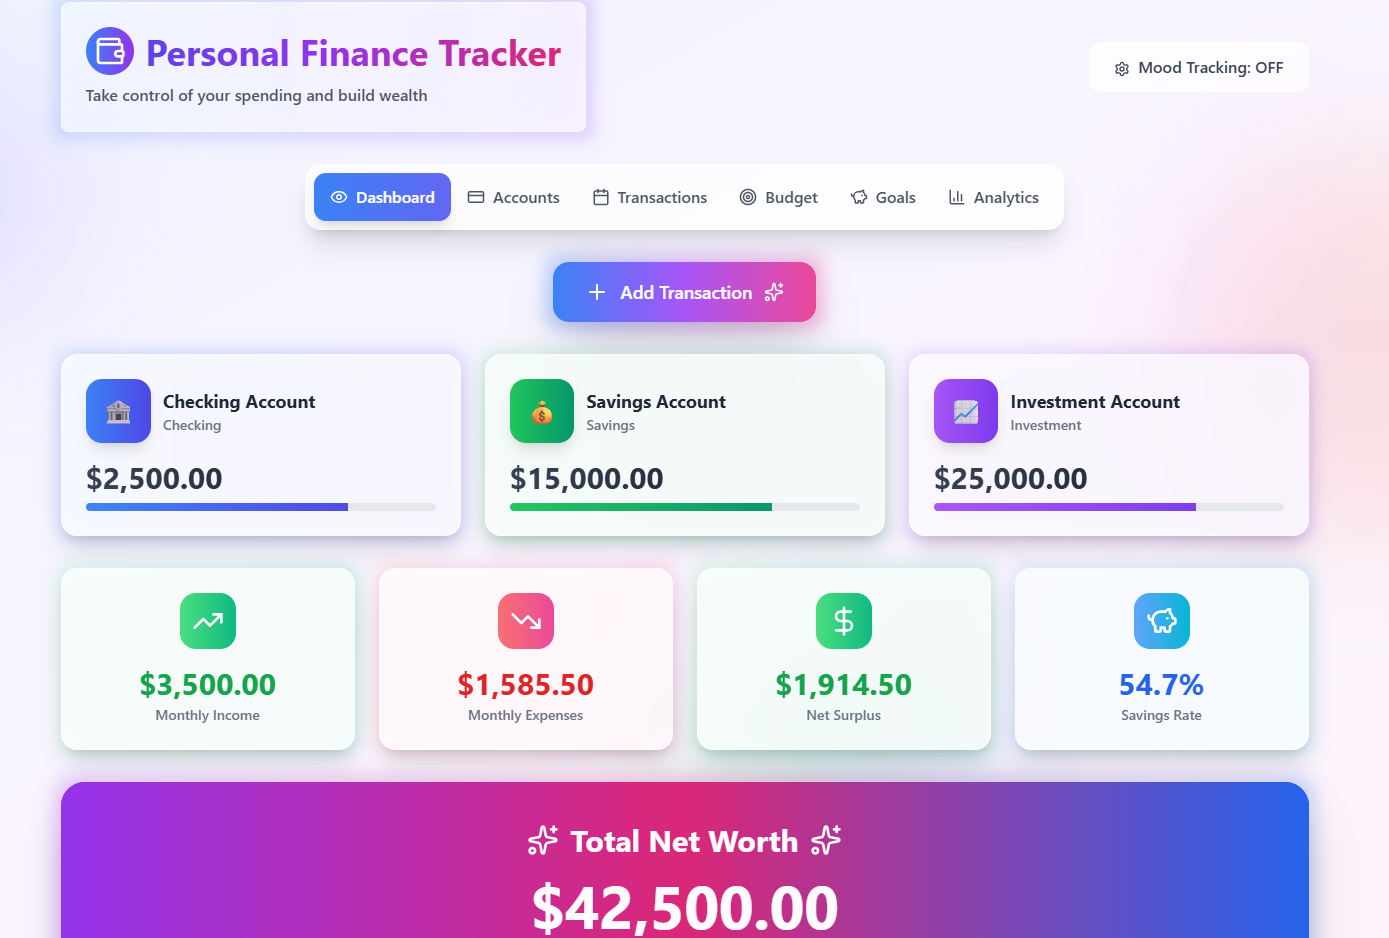 Personal Finance Tracker
Take control of your spending and build wealth
Mood Tracking: OFF
Dashboard
Accounts
Transactions
Budget
Goals
Analytics
Add Transaction
Checking Account
Checking
$2,500.00
Savings Account
Savings
$15,000.00
Investment Account
Investment
$25,000.00
$3,500.00
Monthly Income
$1,585.50
Monthly Expenses
$1,914.50
Net Surplus
54.7%
Savings Rate
Total Net Worth
$42,500.00